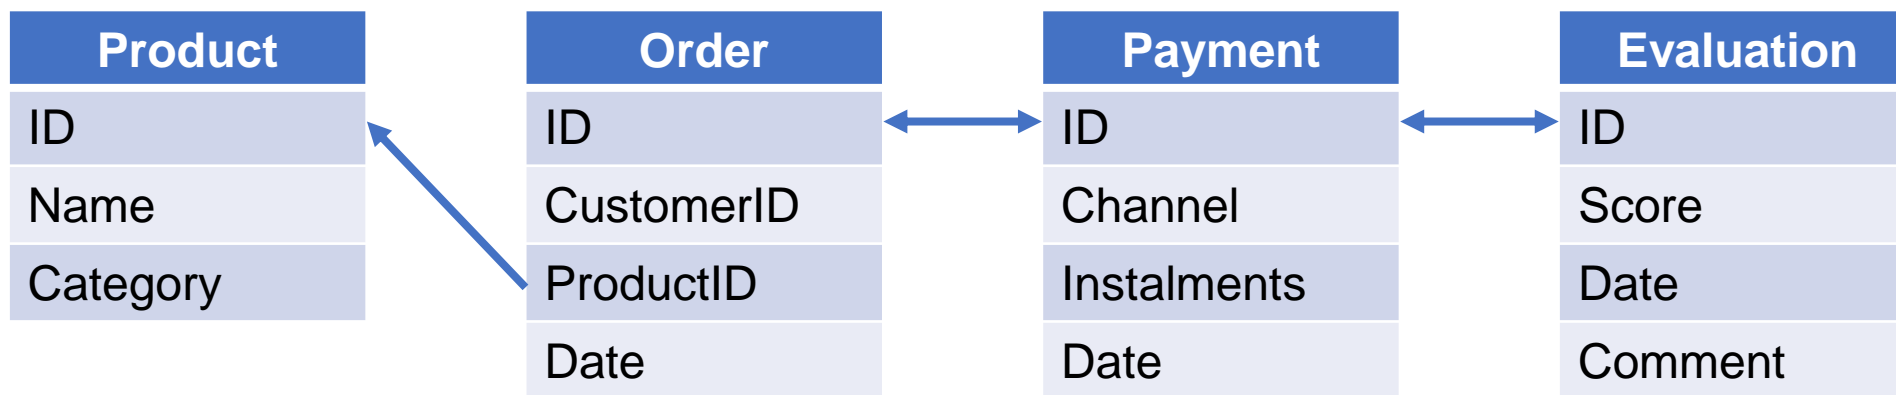 Product
ID
Name
Category
Order
ID
CustomerID
ProductID
Date
Payment
ID
Channel
Instalments
Date
Evaluation
ID
Score
Date
Comment